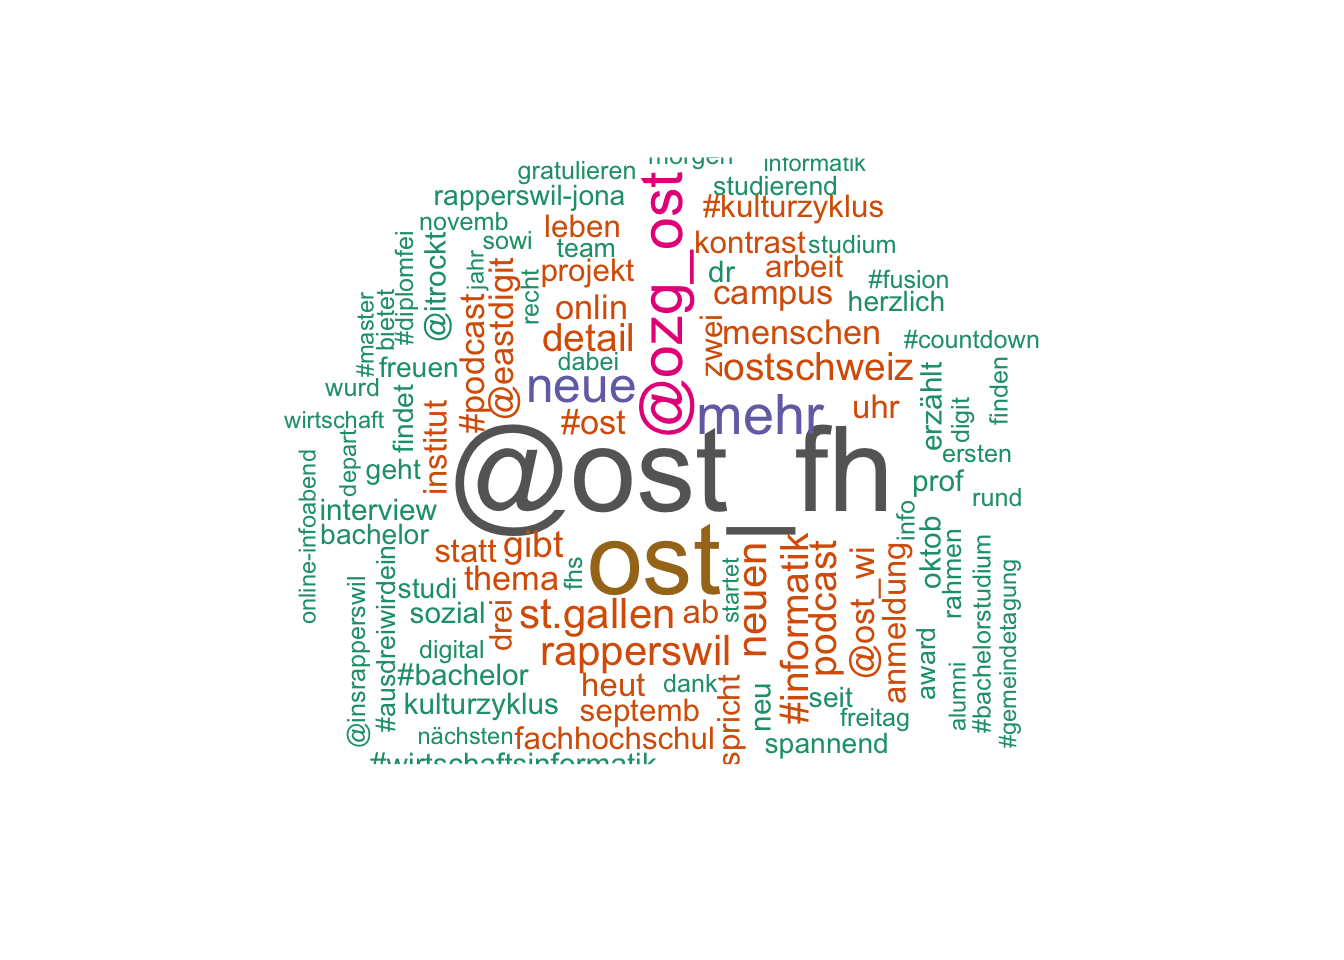 morgen
informatik
gratulieren
studierend
rapperswil-jona
#kulturzyklus
novemb
leben
@ozg_ost
sowi
team
kontrast
studium
#diplomfei
@itrockt
jahr
projekt
recht
dr
arbeit
#fusion
@eastdigit
#podcast
onlin
campus
herzlich
#master
bietet
detail
zwei
menschen
#countdown
freuen
dabei
ostschweiz
wurd
neue
erzählt
finden
wirtschaft
findet
#ost
mehr
uhr
digit
institut
@ost_fh
ersten
depart
geht
prof
rund
online-infoabend
interview
bachelor
info
statt
gibt
ost
oktob
thema
fhs
startet
neuen
#informatik
podcast
@ost_wi
anmeldung
rahmen
#bachelorstudium
#gemeindetagung
@insrapperswil
#ausdreiwirdein
studi
sozial
drei
st.gallen
ab
digital
rapperswil
award
#bachelor
heut
dank
alumni
kulturzyklus
septemb
spricht
neu
seit
freitag
nächsten
fachhochschul
spannend
#wirtschaftsinformatik